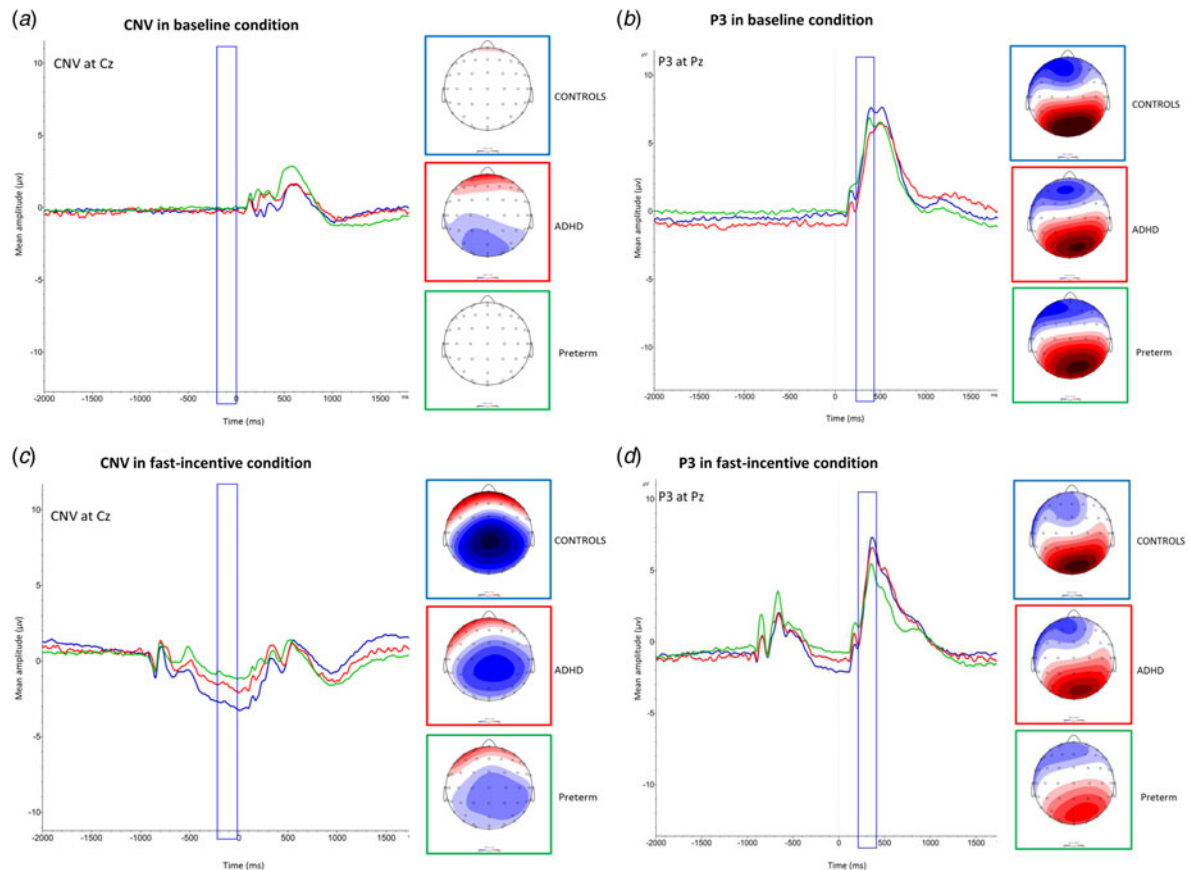 (a)
CNV in baseline condition
CNV at Cz
Mean amplitude (μv)
10
5
0
-5
-10
-2000 -1500 -1000 -500 0 500 1000 1500
Time (ms)
CONTROLS
ADHD
Preterm
(b)
P3 in baseline condition
P3 at Pz
Mean amplitude (μv)
10
5
0
-5
-10
-2000 -1500 -1000 -500 0 500 1000 1500
Time (ms)
CONTROLS
ADHD
Preterm
(c)
CNV in fast-incentive condition
CNV at Cz
Mean amplitude (μv)
10
5
0
-5
-10
-2000 -1500 -1000 -500 0 500 1000 1500
Time (ms)
CONTROLS
ADHD
Preterm
(d)
P3 in fast-incentive condition
P3 at Pz
Mean amplitude (μv)
10
5
0
-5
-10
-2000 -1500 -1000 -500 0 500 1000 1500
Time (ms)
CONTROLS
ADHD
Preterm